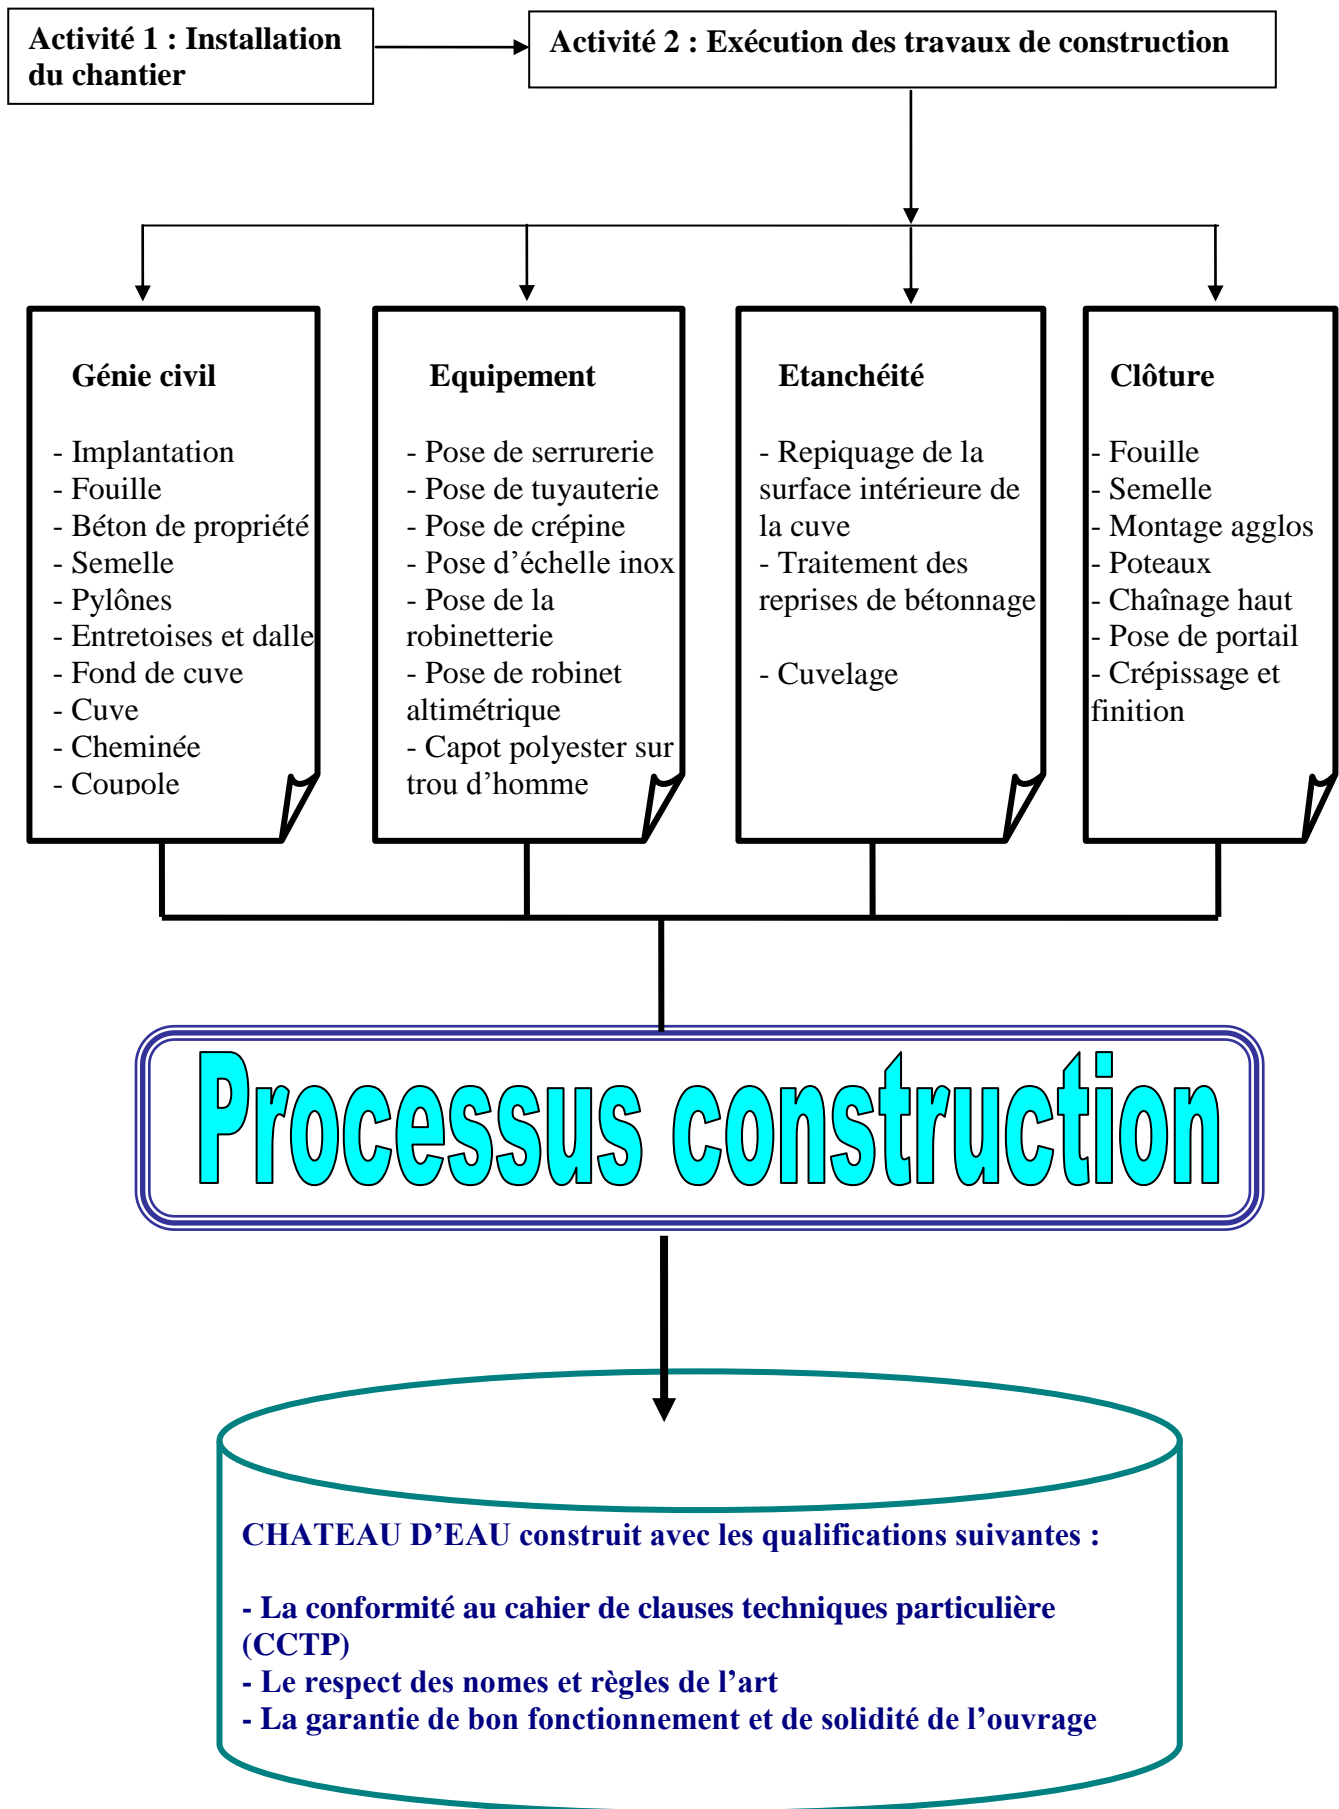 Activité 1 : Installation
du chantier
Activité 2 : Exécution des travaux de construction
Génie civil
- Implantation
- Fouille
- Béton de propriété
- Semelle
- Pylônes
- Entretoises et dalle
- Fond de cuve
- Cuve
- Cheminée
- Coupole
Equipement
- Pose de serrurerie
- Pose de tuyauterie
- Pose de crépine
- Pose d’échelle inox
- Pose de la
robinetterie
- Pose de robinet
altimétrique
- Capot polyester sur
trou d’homme
Etanchéité
- Repiquage de la
surface intérieure de
la cuve
- Traitement des
reprises de bétonnage
- Cuvelage
Clôture
- Fouille
- Semelle
- Montage agglos
- Poteaux
- Chaînage haut
- Pose de portail
- Crépissage et
finition
Processus construction
CHATEAU D’EAU construit avec les qualifications suivantes :
- La conformité au cahier de clauses techniques particulière
(CCTP)
- Le respect des nomes et règles de l’art
- La garantie de bon fonctionnement et de solidité de l’ouvrage